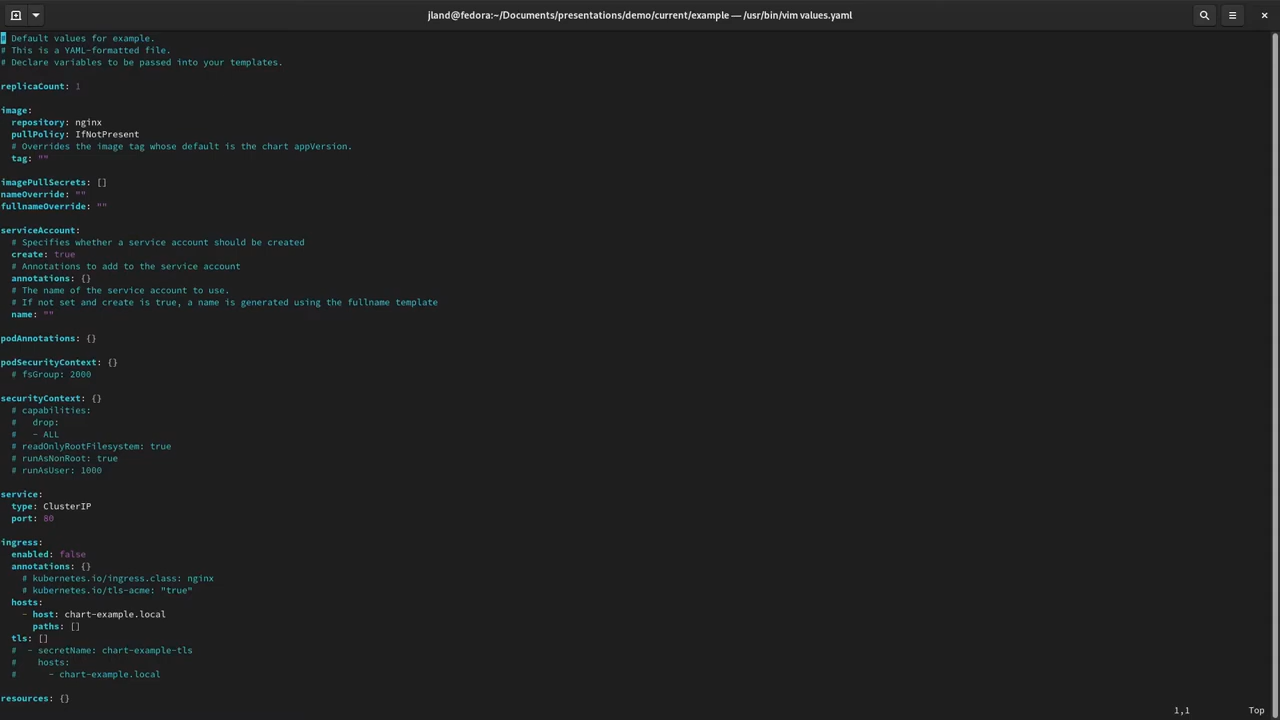 jland@fedora:~/Documents/presentations/demo/current/example — /usr/bin/vim values.yaml
# Default values for example.
# This is a YAML-formatted file.
# Declare variables to be passed into your templates.
replicaCount: 1
image:
  repository: nginx
  pullPolicy: IfNotPresent
  # Overrides the image tag whose default is the chart appVersion.
  tag: ""
imagePullSecrets: []
nameOverride: ""
fullnameOverride: ""
serviceAccount:
  # Specifies whether a service account should be created
  create: true
  # Annotations to add to the service account
  annotations: {}
  # The name of the service account to use.
  # If not set and create is true, a name is generated using the fullname template
  name: ""
podAnnotations: {}
podSecurityContext: {}
  # fsGroup: 2000
securityContext: {}
  # capabilities:
  #   drop:
  #   - ALL
  # readOnlyRootFilesystem: true
  # runAsNonRoot: true
  # runAsUser: 1000
service:
  type: ClusterIP
  port: 80
ingress:
  enabled: false
  annotations: {}
    # kubernetes.io/ingress.class: nginx
    # kubernetes.io/tls-acme: "true"
  hosts:
    - host: chart-example.local
      paths: []
  tls: []
  #  - secretName: chart-example-tls
  #    hosts:
  #      - chart-example.local
resources: {}
1,1 Top